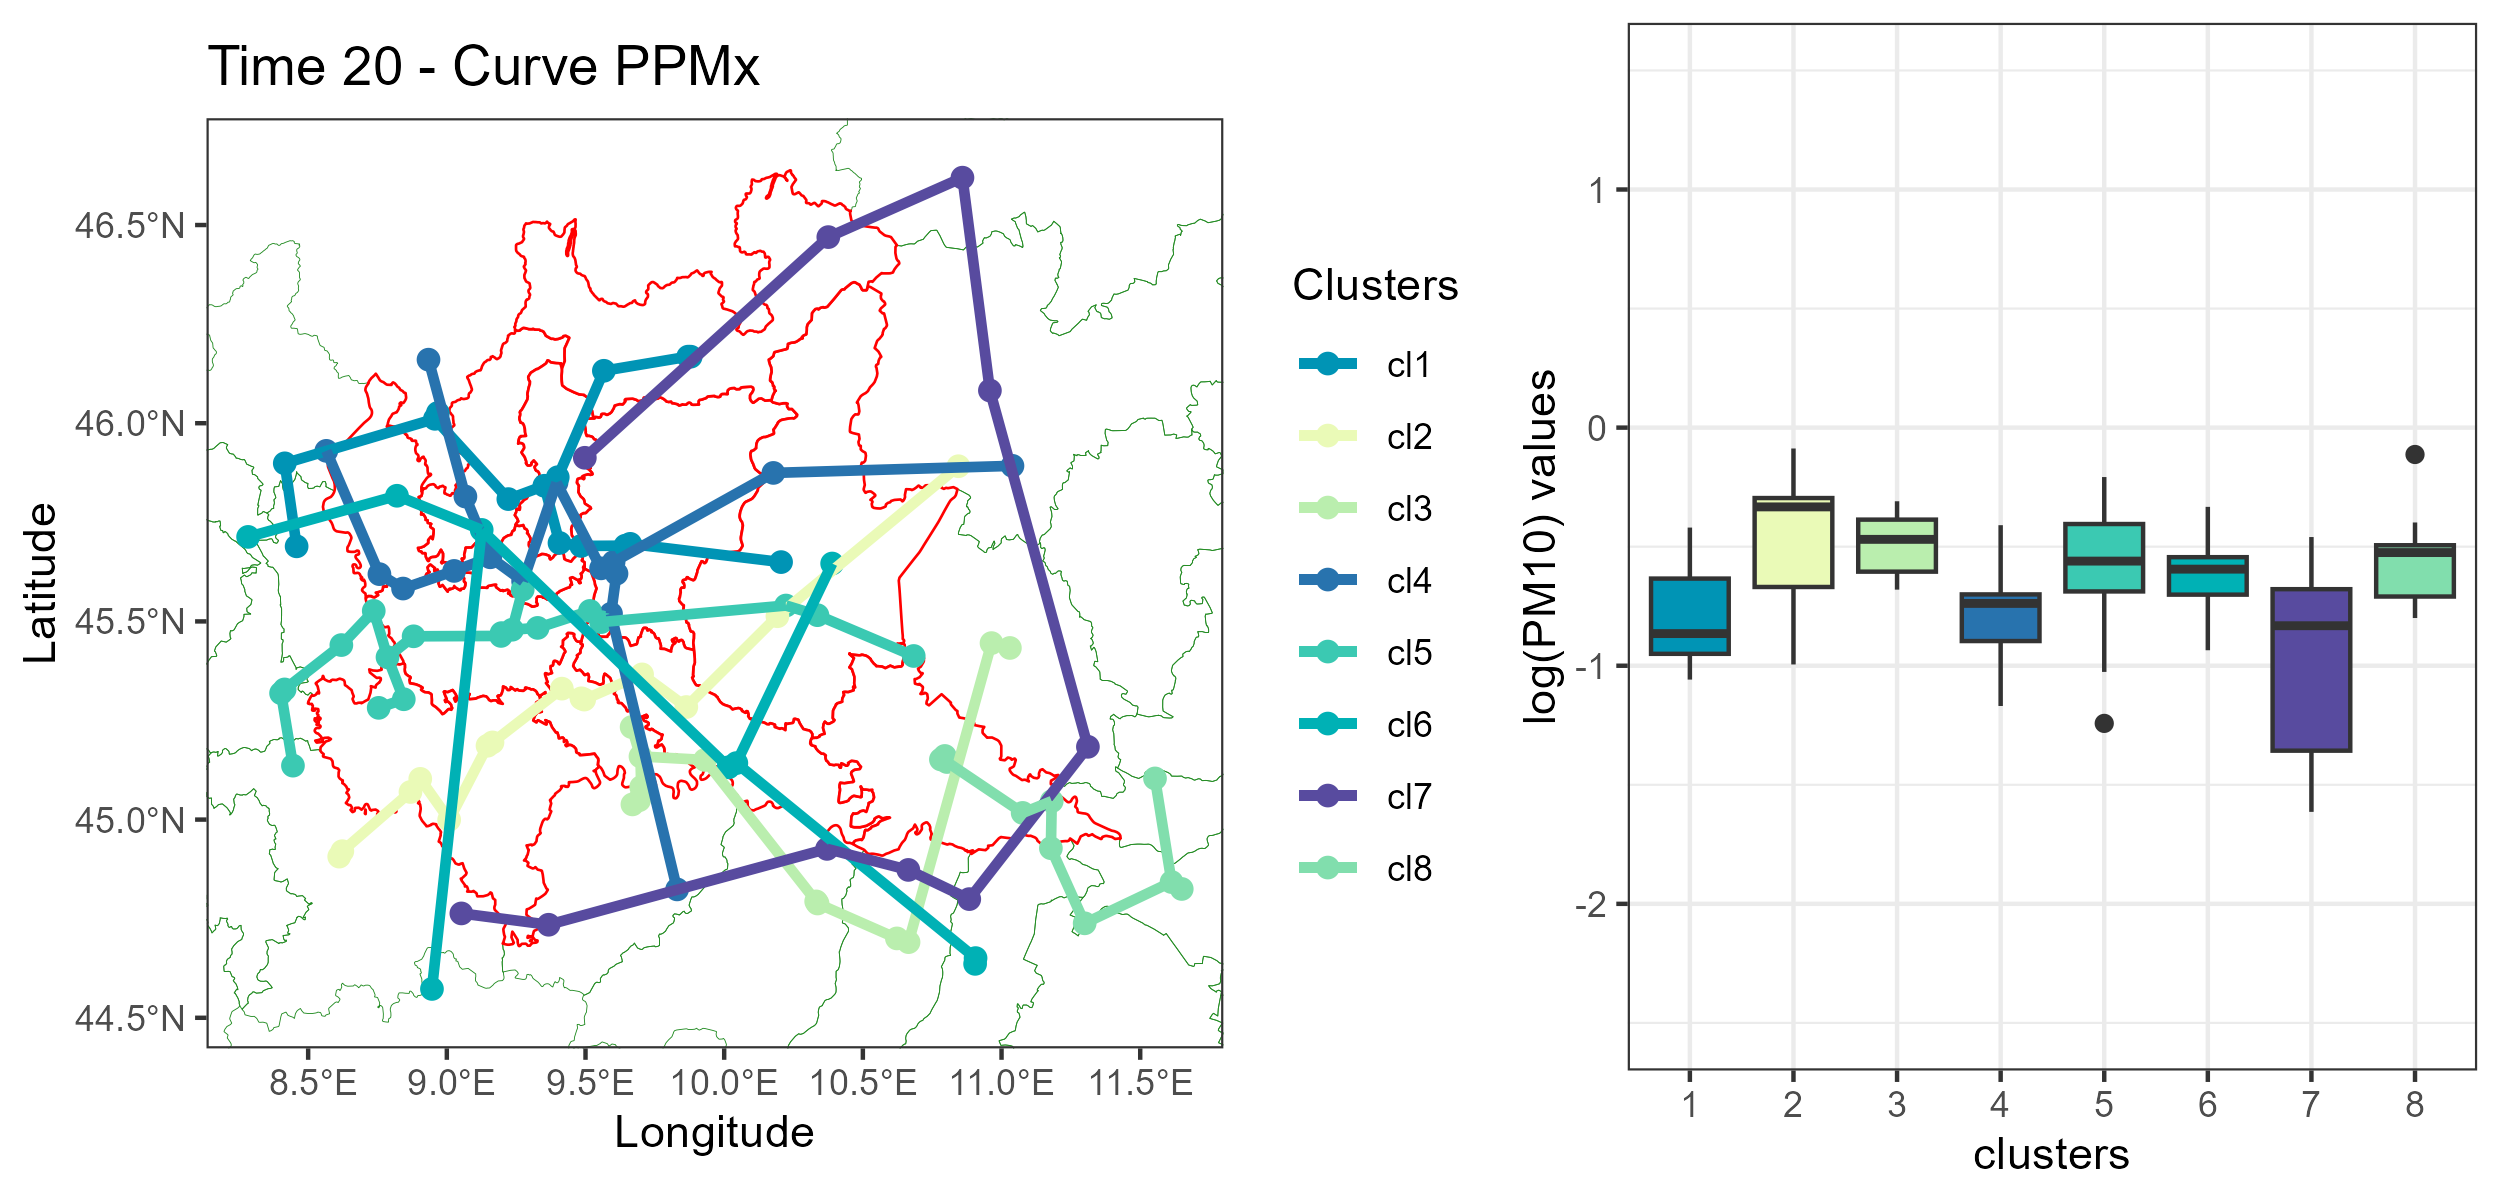 Time 20 - Curve PPMx
Latitude
46.5°N
46.0°N
45.5°N
45.0°N
44.5°N
8.5°E 9.0°E 9.5°E 10.0°E 10.5°E 11.0°E 11.5°E
Longitude
Clusters
cl1
cl2
cl3
cl4
cl5
cl6
cl7
cl8
log(PM10) values
1
0
-1
-2
1 2 3 4 5 6 7 8
clusters